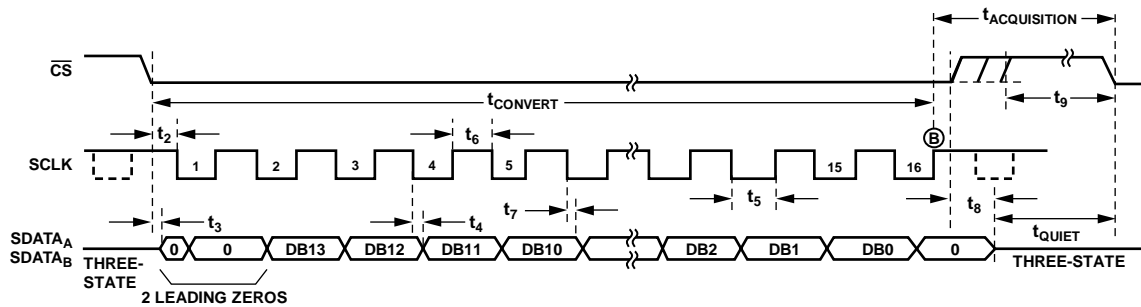 tACQUISITION
CS
tCONVERT
t9
t2
t6
B
SCLK
1 2 3 4 5 15 16
t3 t4 t7 t5 t8
tQUIET
SDATAA
SDATAB
0 0 DB13 DB12 DB11 DB10 DB2 DB1 DB0 0
THREE-
STATE
THREE-STATE
2 LEADING ZEROS